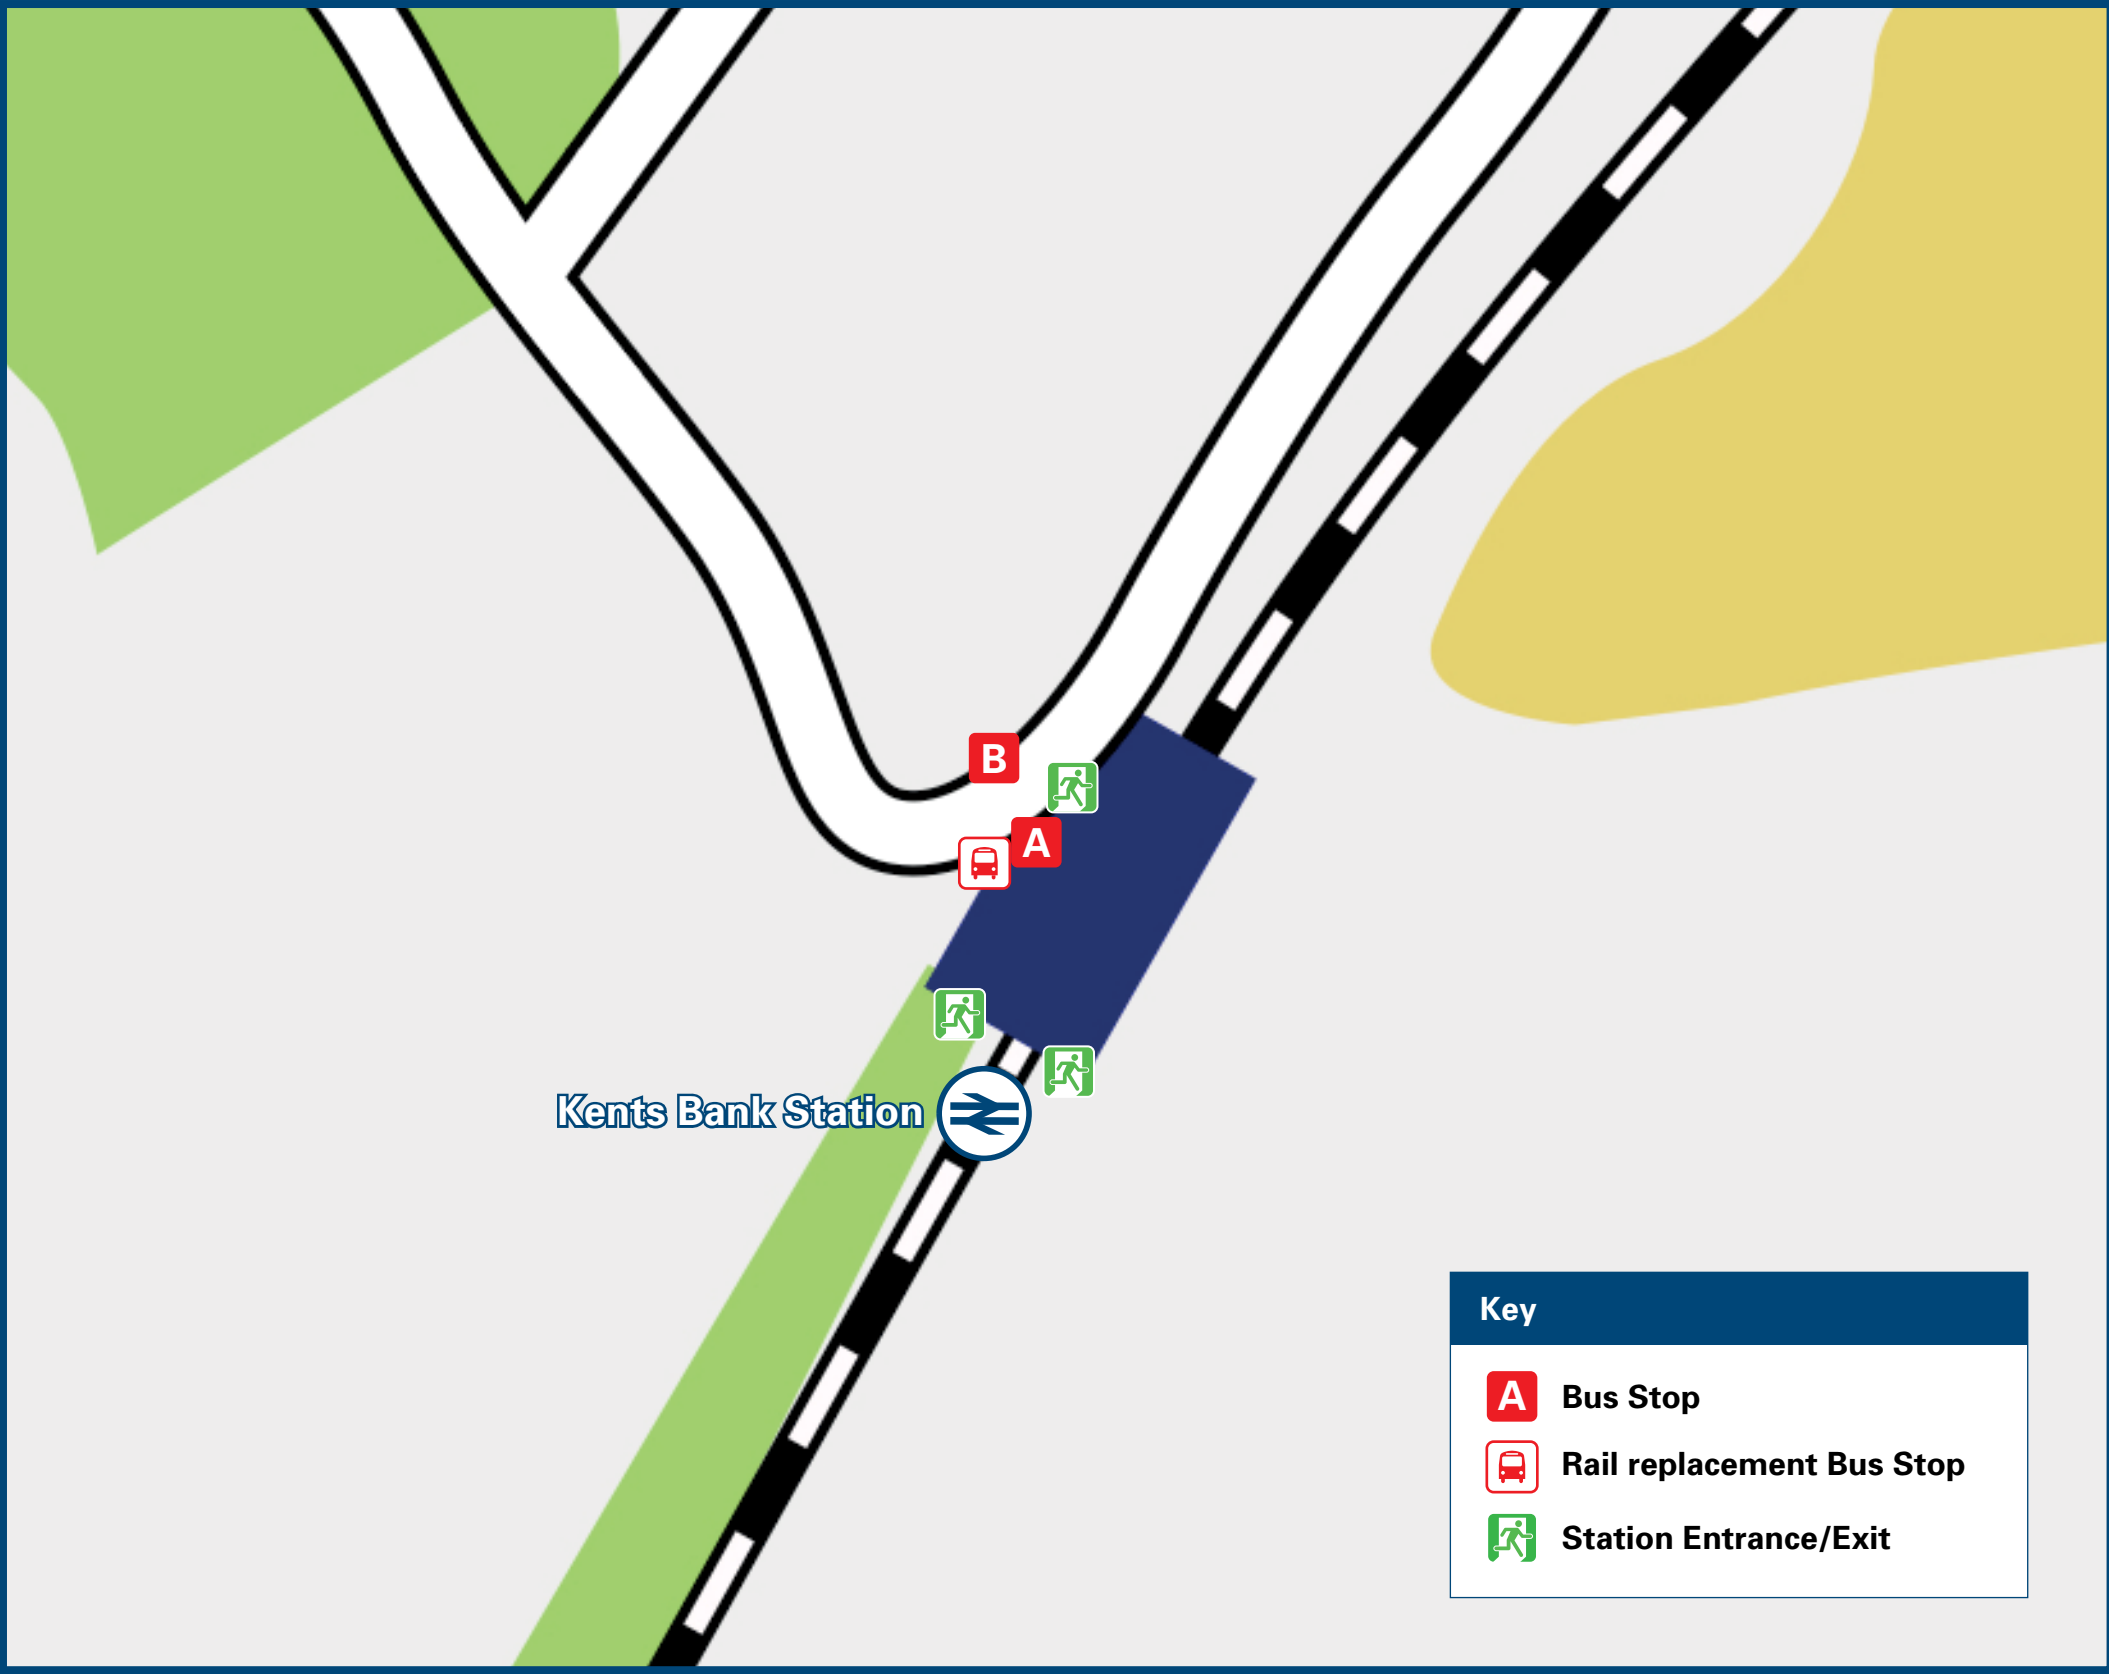 B
A
Kents Bank Station
Key
A Bus Stop
Rail replacement Bus Stop
Station Entrance/Exit